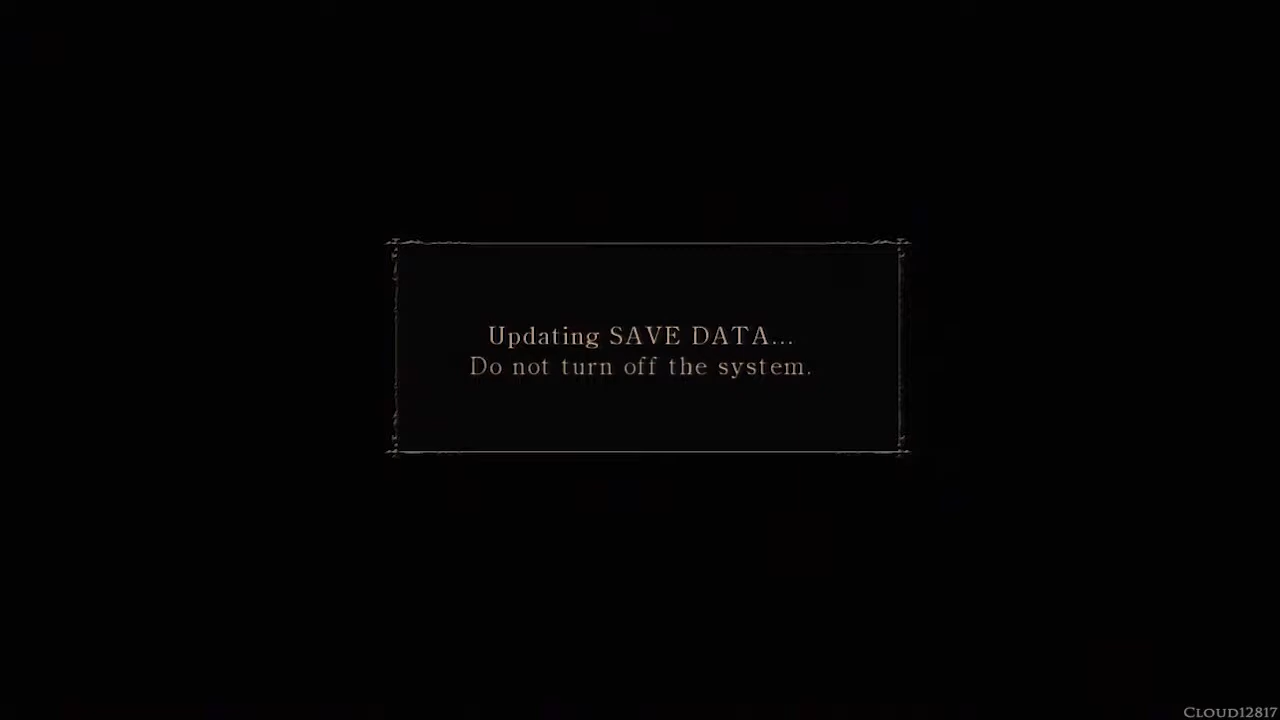 Updating SAVE DATA...
Do not turn off the system.
Cloud12817